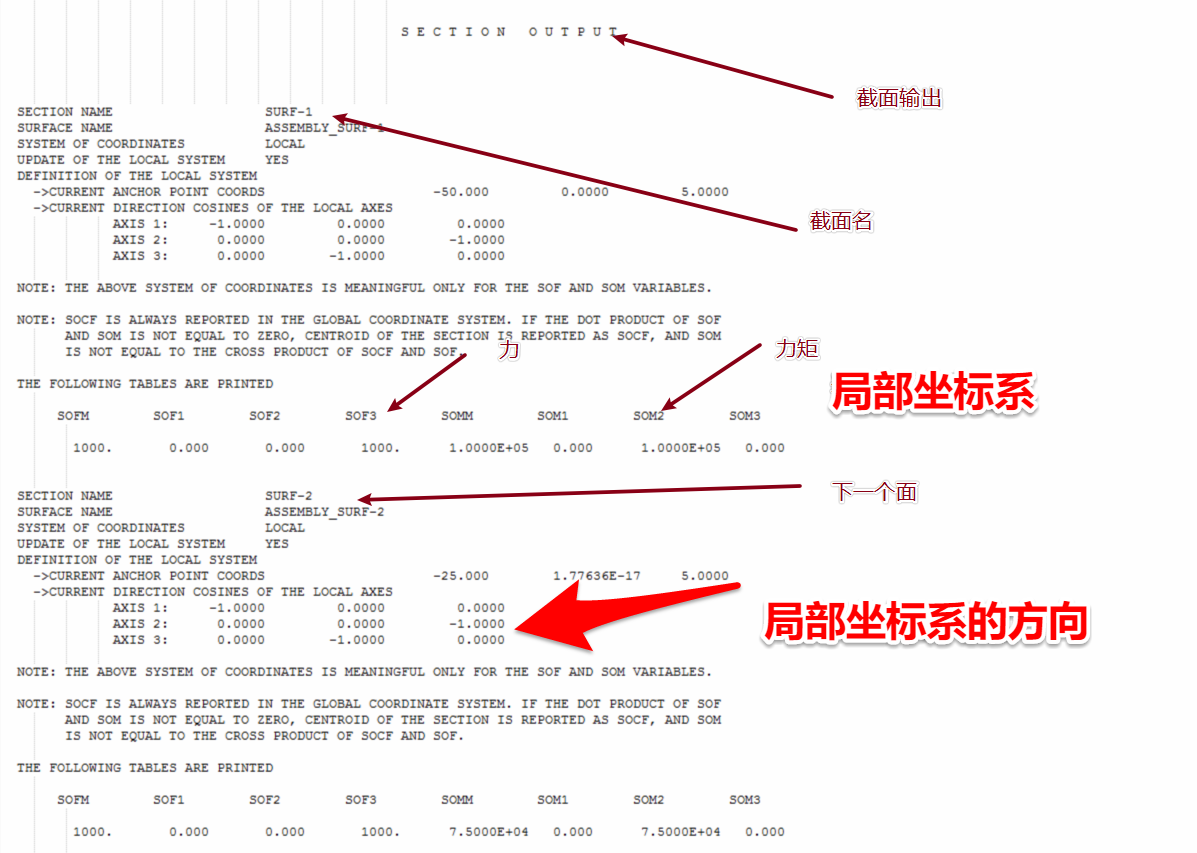 S E C T I O N   O U T P U T
截面输出
SECTION NAME SURF-1
SURFACE NAME ASSEMBLY_SURF-1
SYSTEM OF COORDINATES LOCAL
UPDATE OF THE LOCAL SYSTEM YES
DEFINITION OF THE LOCAL SYSTEM
->CURRENT ANCHOR POINT COORDS -50.000 0.0000 5.0000
->CURRENT DIRECTION COSINES OF THE LOCAL AXES
截面名
AXIS 1: -1.0000 0.0000 0.0000
AXIS 2: 0.0000 0.0000 -1.0000
AXIS 3: 0.0000 -1.0000 0.0000
NOTE: THE ABOVE SYSTEM OF COORDINATES IS MEANINGFUL ONLY FOR THE SOF AND SOM VARIABLES.
NOTE: SOCF IS ALWAYS REPORTED IN THE GLOBAL COORDINATE SYSTEM. IF THE DOT PRODUCT OF SOF
AND SOM IS NOT EQUAL TO ZERO, CENTROID OF THE SECTION IS REPORTED AS SOCF, AND SOM
IS NOT EQUAL TO THE CROSS PRODUCT OF SOCF AND SOF.
力
力矩
THE FOLLOWING TABLES ARE PRINTED
局部坐标系
SOFM SOF1 SOF2 SOF3 SOMM SOM1 SOM2 SOM3
1000. 0.000 0.000 1000. 1.0000E+05 0.000 1.0000E+05 0.000
SECTION NAME SURF-2
下一个面
SURFACE NAME ASSEMBLY_SURF-2
SYSTEM OF COORDINATES LOCAL
UPDATE OF THE LOCAL SYSTEM YES
DEFINITION OF THE LOCAL SYSTEM
->CURRENT ANCHOR POINT COORDS -25.000 1.77636E-17 5.0000
->CURRENT DIRECTION COSINES OF THE LOCAL AXES
AXIS 1: -1.0000 0.0000 0.0000
AXIS 2: 0.0000 0.0000 -1.0000
局部坐标系的方向
AXIS 3: 0.0000 -1.0000 0.0000
NOTE: THE ABOVE SYSTEM OF COORDINATES IS MEANINGFUL ONLY FOR THE SOF AND SOM VARIABLES.
NOTE: SOCF IS ALWAYS REPORTED IN THE GLOBAL COORDINATE SYSTEM. IF THE DOT PRODUCT OF SOF
AND SOM IS NOT EQUAL TO ZERO, CENTROID OF THE SECTION IS REPORTED AS SOCF, AND SOM
IS NOT EQUAL TO THE CROSS PRODUCT OF SOCF AND SOF.
THE FOLLOWING TABLES ARE PRINTED
SOFM SOF1 SOF2 SOF3 SOMM SOM1 SOM2 SOM3
1000. 0.000 0.000 1000. 7.5000E+04 0.000 7.5000E+04 0.000